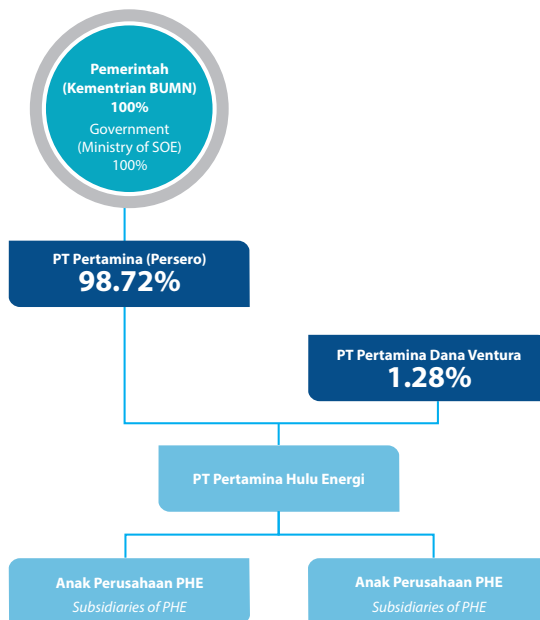 Pemerintah
(Kementrian BUMN)
100%
Government
(Ministry of SOE)
100%
PT Pertamina (Persero)
98.72%
PT Pertamina Dana Ventura
1.28%
PT Pertamina Hulu Energi
Anak Perusahaan PHE
Subsidiaries of PHE
Anak Perusahaan PHE
Subsidiaries of PHE